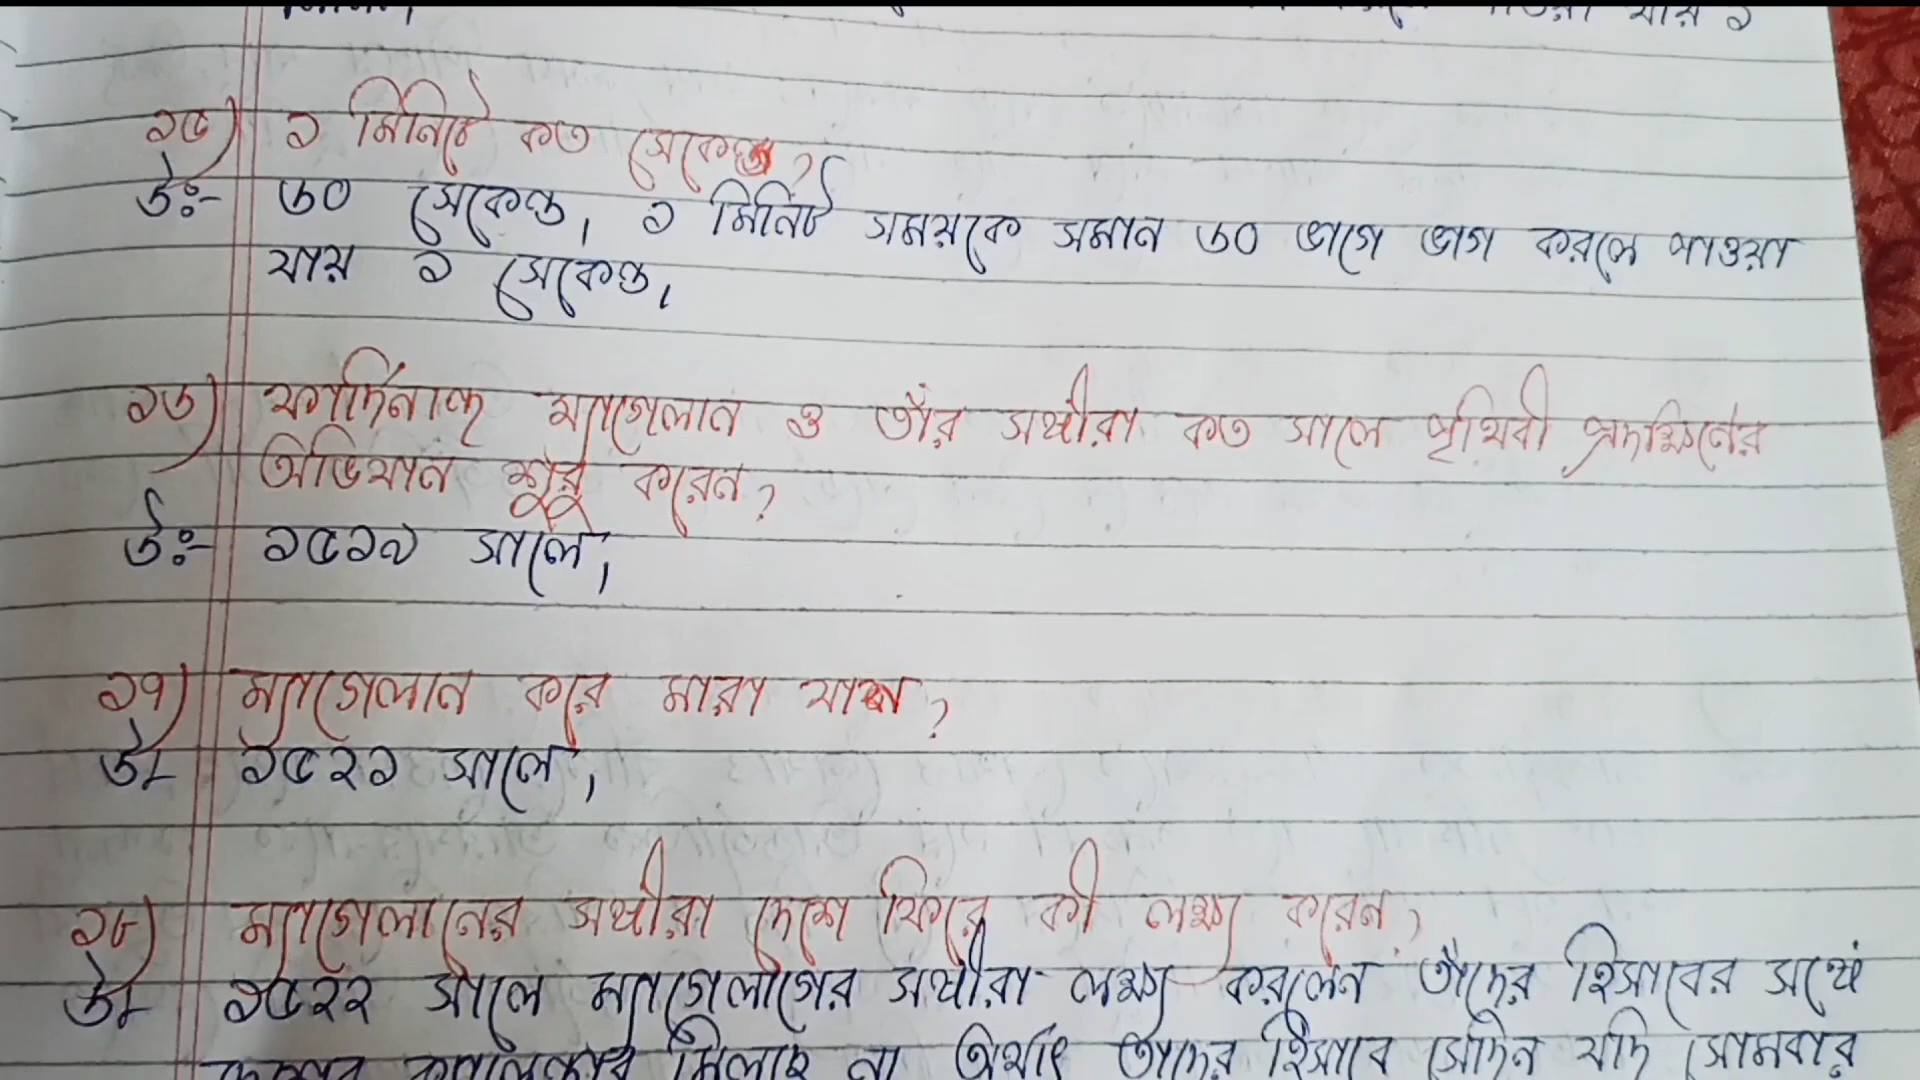 যায় ১
১৫) ১ মিনিটে কত সেকেন্ড?
উঃ- ৬০ সেকেন্ড, ১ মিনিট সময়কে সমান ৬০ ভাগে ভাগ করলে পাওয়া
যায় ১ সেকেন্ড,
১৬) ফার্দিনান্দ ম্যাগেলান ও তাঁর সঙ্গীরা কত সালে পৃথিবী প্রদক্ষিনের
অভিযান শুরু করেন?
উঃ- ১৫১৯ সালে,
১৭) ম্যাগেলান কবে মারা যান?
উঃ- ১৫২১ সালে,
১৮) ম্যাগেলানের সঙ্গীরা দেশে ফিরে কী লক্ষ্য করেন?
উঃ- ১৫২২ সালে ম্যাগেলাণের সঙ্গীরা লক্ষ্য করলেন তাঁদের হিসাবের সঙ্গে
মিলছে না অর্থাৎ তাঁদের হিসাবে সেদিন যদি সোমবার